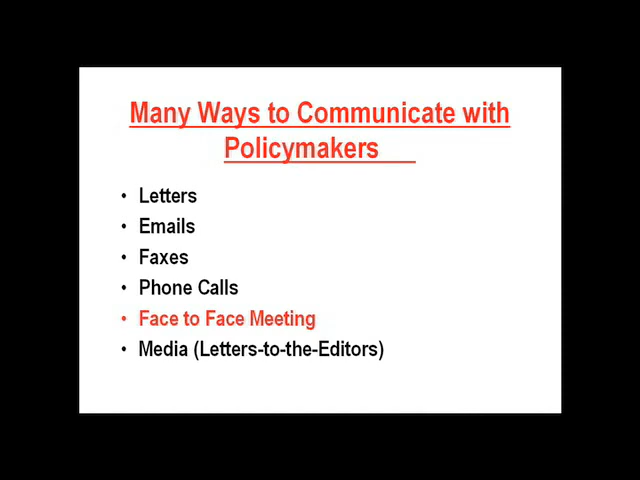 Many Ways to Communicate with
Policymakers
• Letters
• Emails
• Faxes
• Phone Calls
• Face to Face Meeting
• Media (Letters-to-the-Editors)